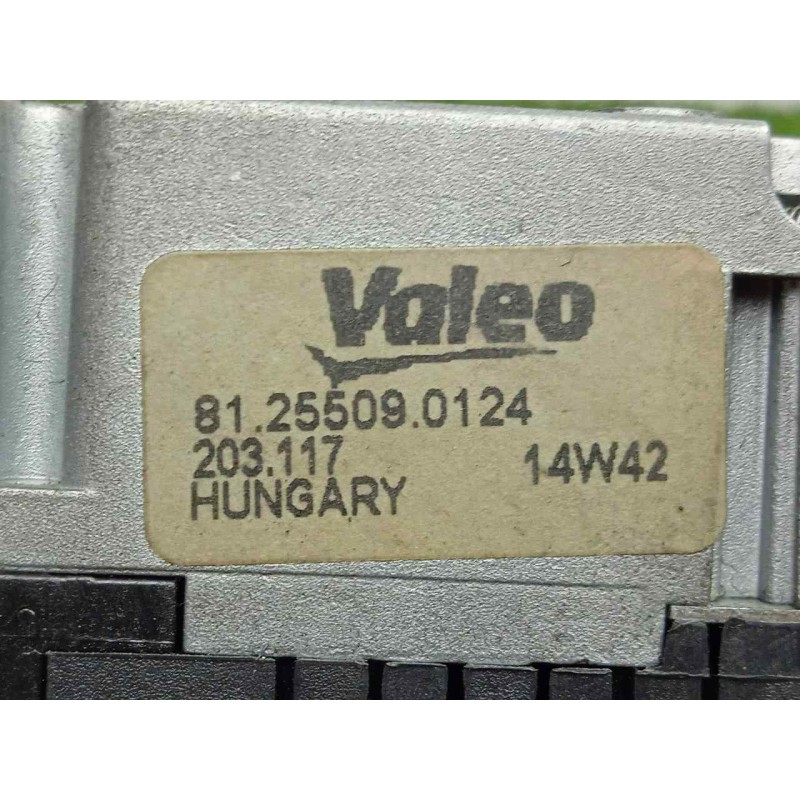 Valeo
81.25509.0124
203.117 14W42
HUNGARY